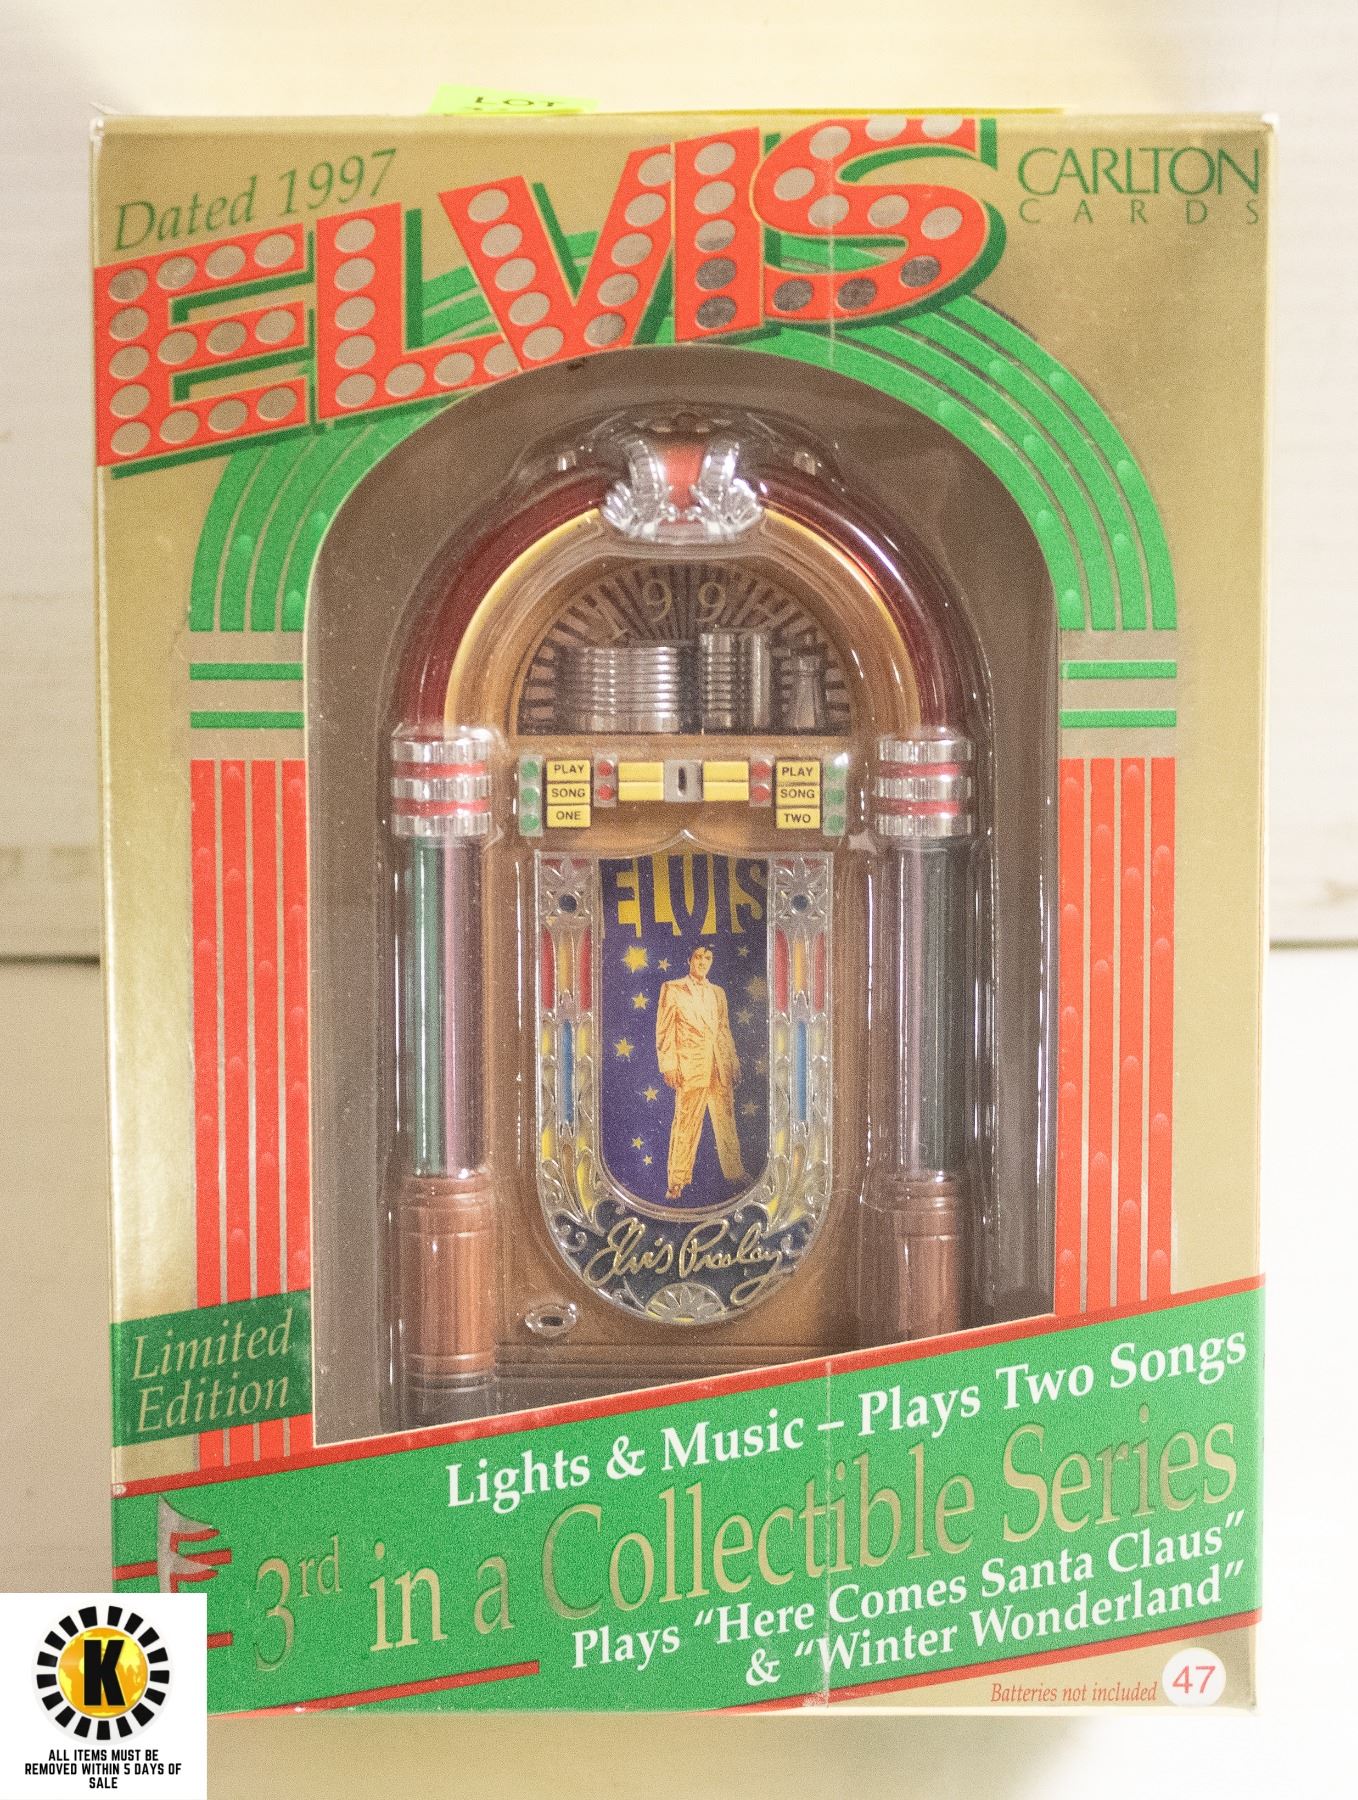 LOT
Dated 1997
ELVIS
CARLTON
CARDS
1997
PLAY
SONG
ONE
PLAY
SONG
TWO
ELVIS
Elvis Presley
Limited
Edition
Lights & Music – Plays Two Songs
3rd in a Collectible Series
Plays “Here Comes Santa Claus”
& “Winter Wonderland”
Batteries not included
47
K
ALL ITEMS MUST BE
REMOVED WITHIN 5 DAYS OF
SALE